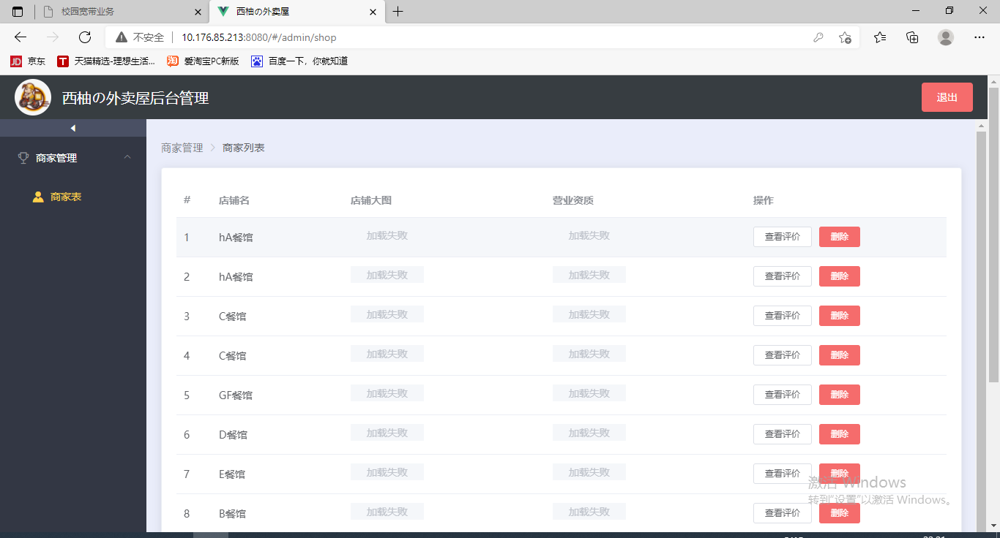 校园宽带业务
西柚の外卖屋
不安全
10.176.85.213:8080/#/admin/shop
JD 京东
T 天猫精选-理想生活...
淘 爱淘宝PC新版
百度一下，你就知道
西柚の外卖屋后台管理
退出
商家管理
商家表
商家管理 > 商家列表
# 店铺名 店铺大图 营业资质 操作
1 hA餐馆 加载失败 加载失败 查看评价 删除
2 hA餐馆 加载失败 加载失败 查看评价 删除
3 C餐馆 加载失败 加载失败 查看评价 删除
4 C餐馆 加载失败 加载失败 查看评价 删除
5 GF餐馆 加载失败 加载失败 查看评价 删除
6 D餐馆 加载失败 加载失败 查看评价 删除
7 E餐馆 加载失败 加载失败 查看评价 删除
激活 Windows
转到"设置"以激活 Windows。
8 B餐馆 加载失败 加载失败 查看评价 删除